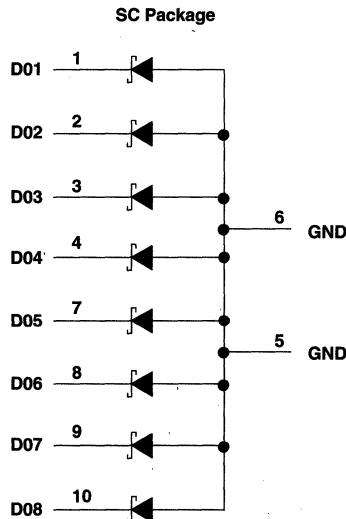 SC Package
D01 1
D02 2
D03 3
6 GND
D04 4
D05 7
5 GND
D06 8
D07 9
D08 10